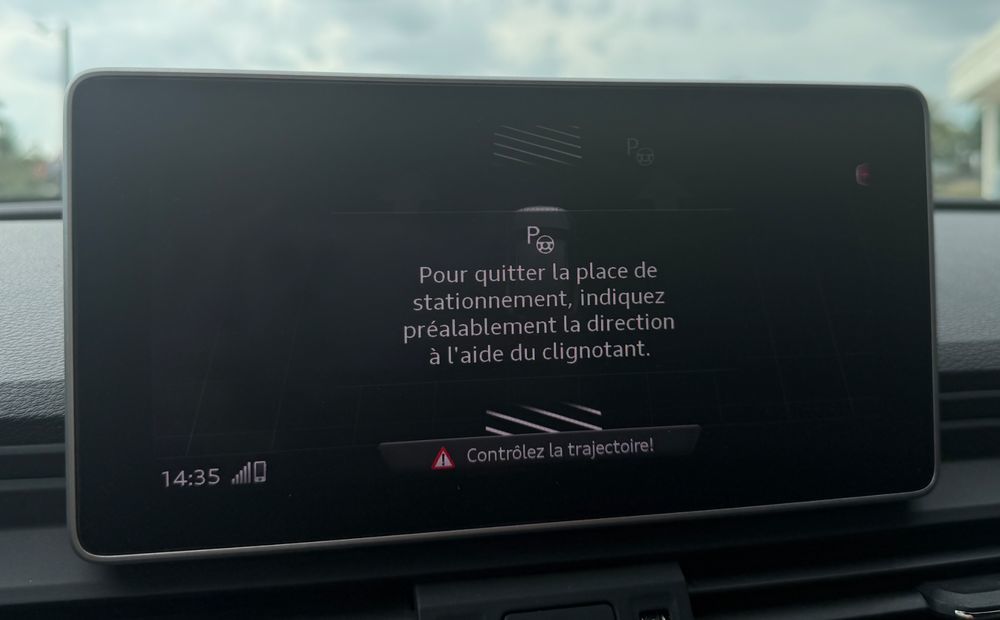 P
P
Pour quitter la place de
stationnement, indiquez
préalablement la direction
à l'aide du clignotant.
Contrôlez la trajectoire!
14:35